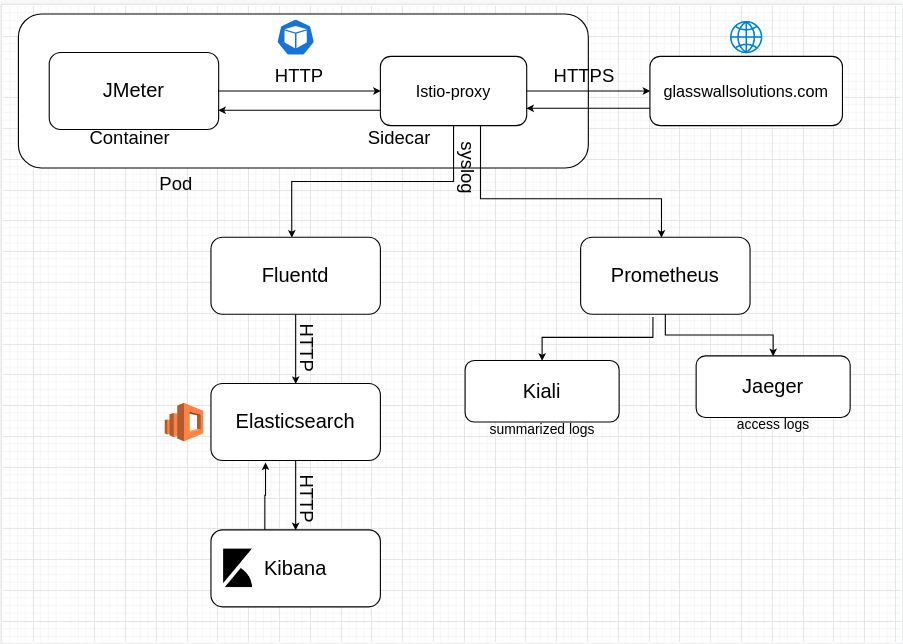 HTTP
HTTPS
JMeter
Istio-proxy
glasswallsolutions.com
Container
Sidecar
syslog
Pod
Fluentd
Prometheus
HTTP
Kiali
Jaeger
summarized logs
access logs
Elasticsearch
HTTP
Kibana